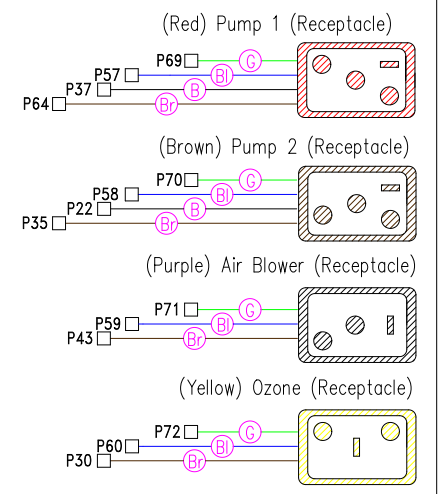 (Red) Pump 1 (Receptacle)
P69 G
P57 Bl
P37 B
P64 Br
(Brown) Pump 2 (Receptacle)
P70 G
P58 Bl
P22 B
P35 Br
(Purple) Air Blower (Receptacle)
P71 G
P59 Bl
P43 Br
(Yellow) Ozone (Receptacle)
P72 G
P60 Bl
P30 Br